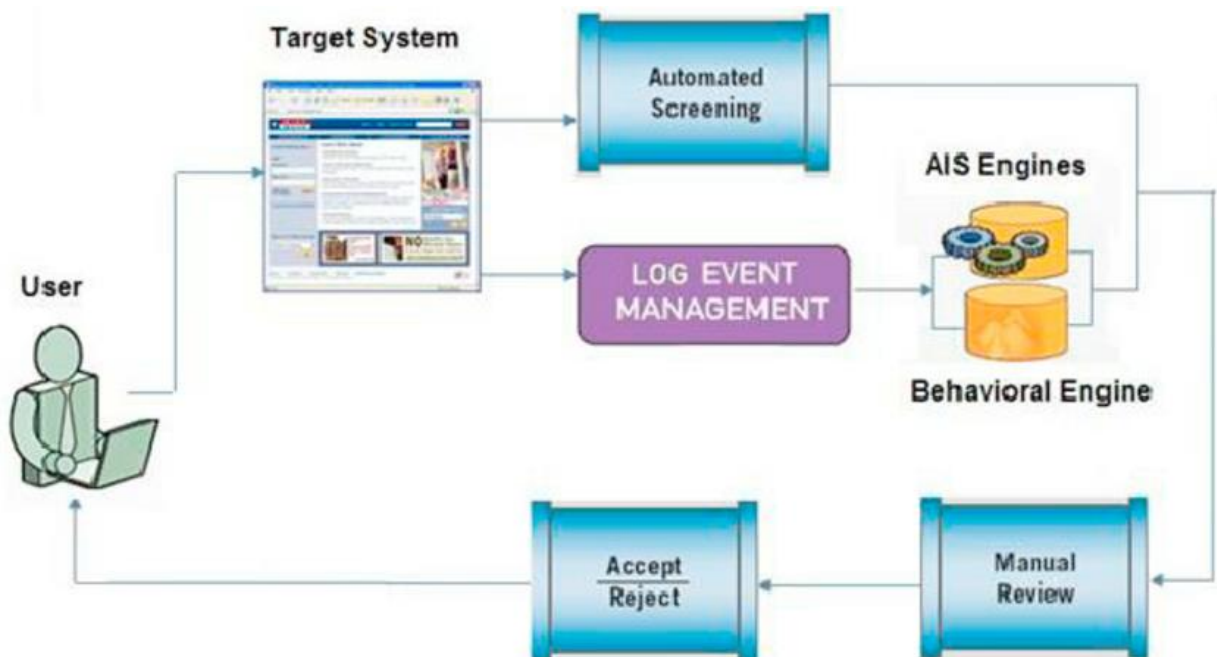 Target System
Automated
Screening
AIS Engines
User
LOG EVENT
MANAGEMENT
Behavioral Engine
Accept
Reject
Manual
Review